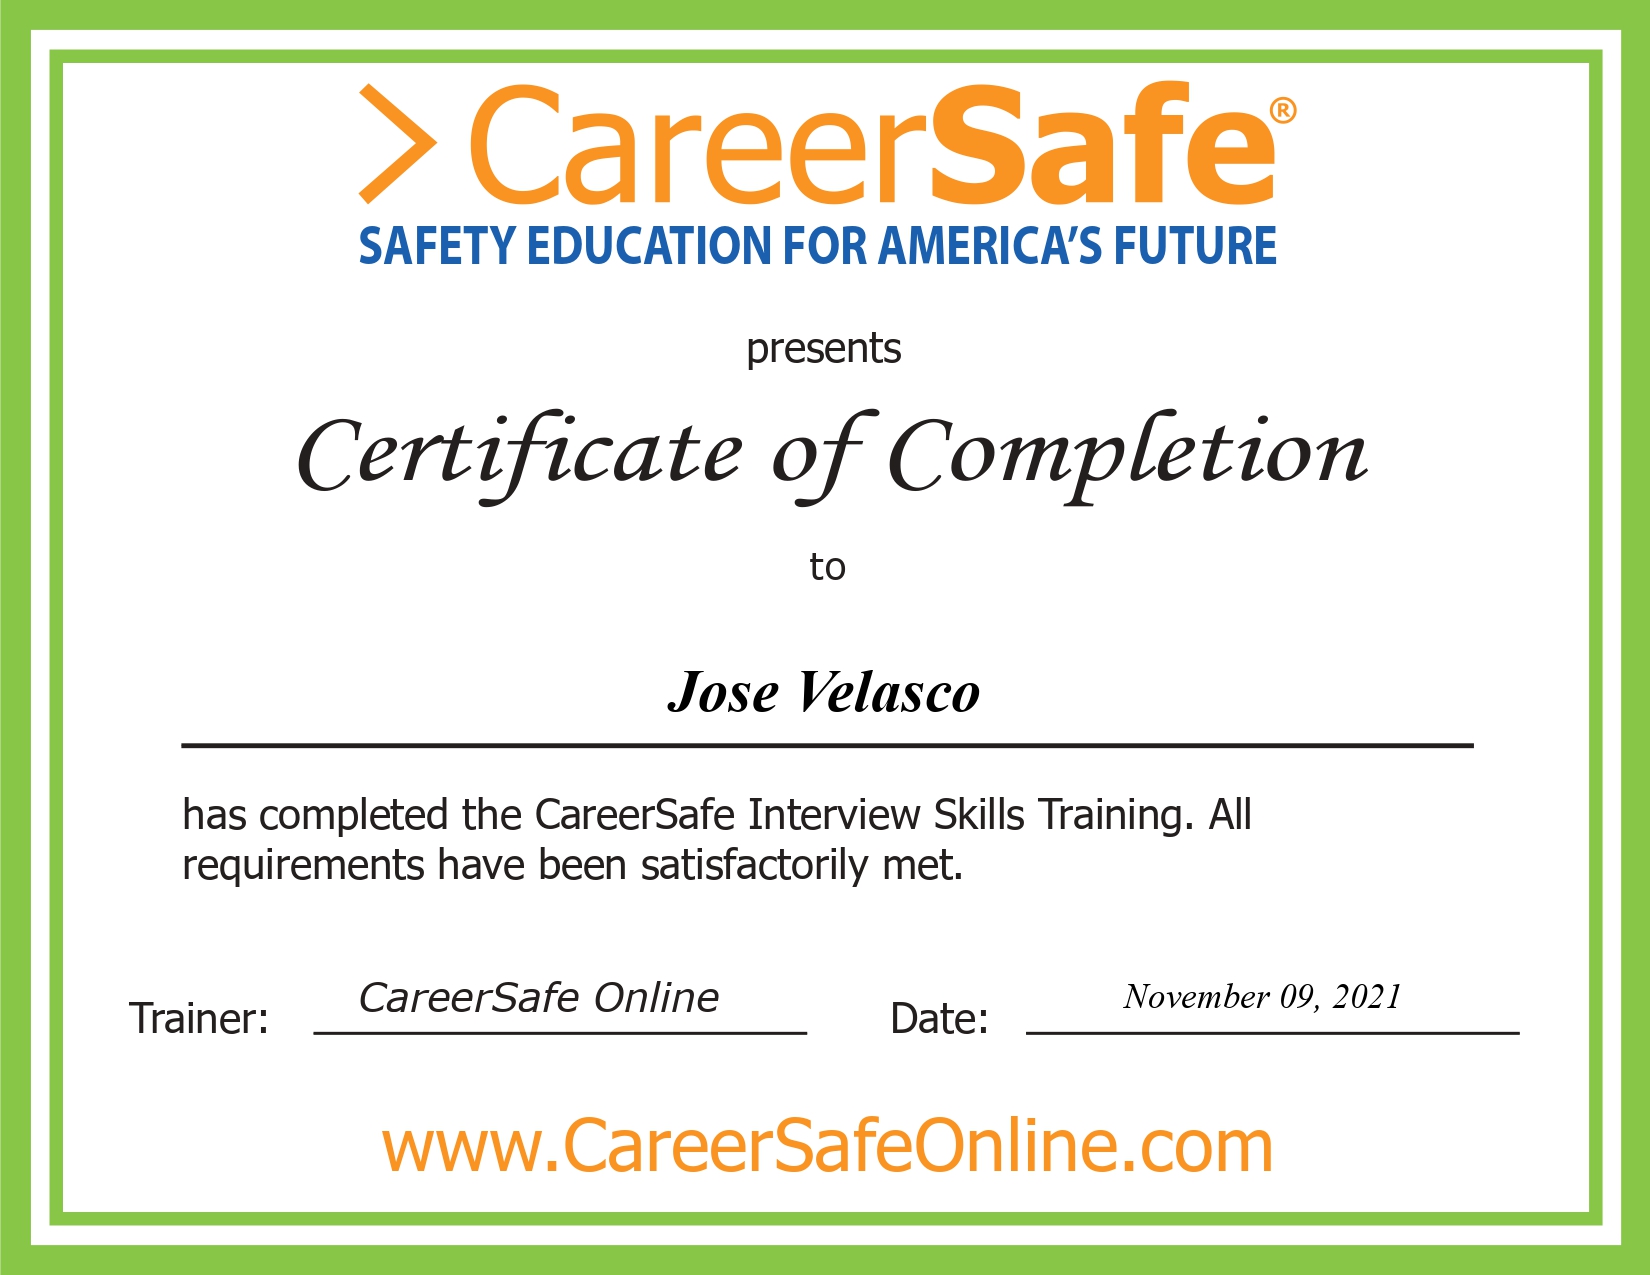 > CareerSafe®
SAFETY EDUCATION FOR AMERICA'S FUTURE
presents
Certificate of Completion
to
Jose Velasco
has completed the CareerSafe Interview Skills Training. All
requirements have been satisfactorily met.
Trainer: CareerSafe Online Date: November 09, 2021
www.CareerSafeOnline.com